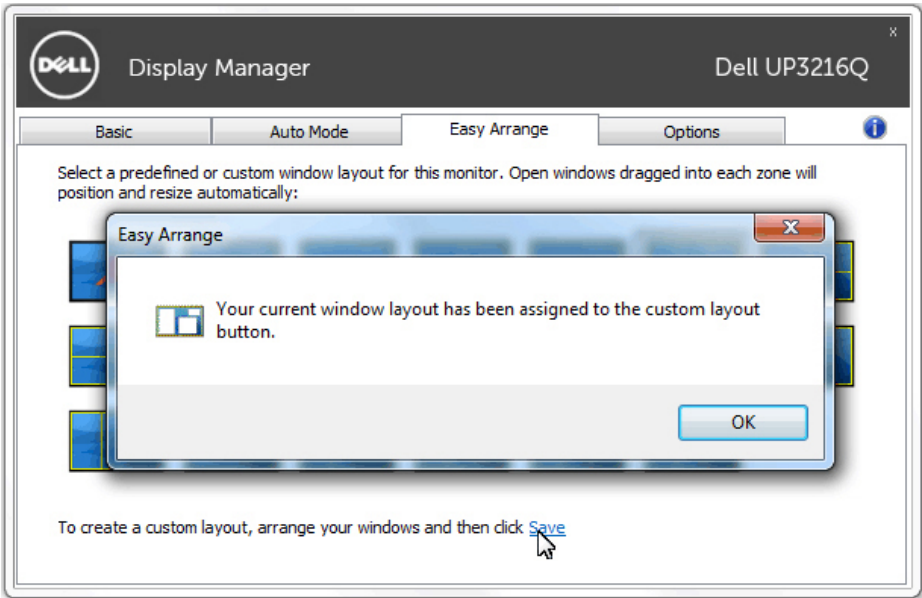 DELL
Display Manager
Dell UP3216Q
x
Basic
Auto Mode
Easy Arrange
Options
i
Select a predefined or custom window layout for this monitor. Open windows dragged into each zone will
position and resize automatically:
Easy Arrange
x
Your current window layout has been assigned to the custom layout
button.
OK
To create a custom layout, arrange your windows and then click Save